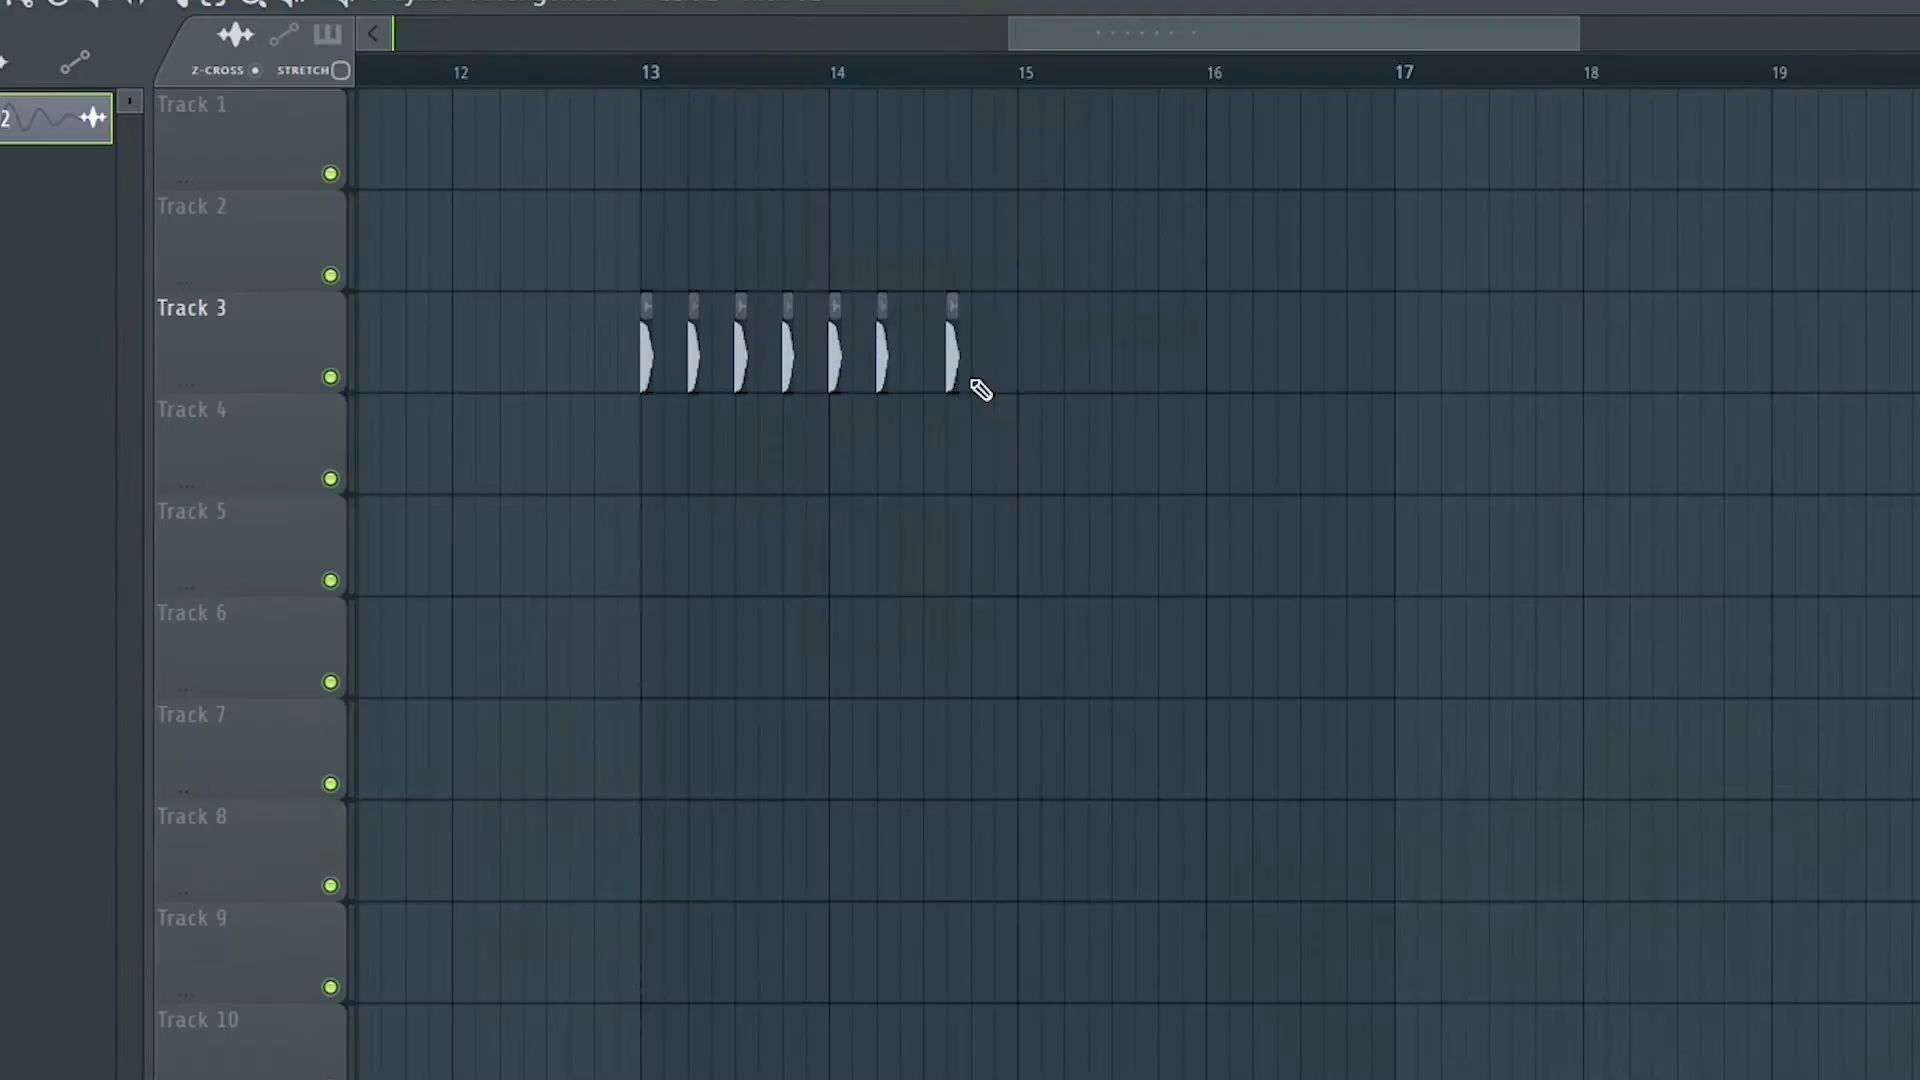 Z-CROSS STRETCH
12 13 14 15 16 17 18 19
2
Track 1
Track 2
Track 3
Track 4
Track 5
Track 6
Track 7
Track 8
Track 9
Track 10